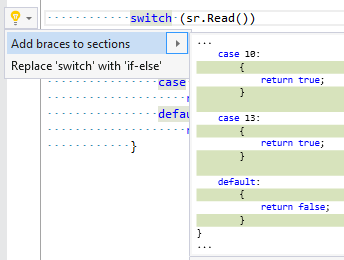 switch (sr.Read())
Add braces to sections
Replace 'switch' with 'if-else'
case
defau
}
...
case 10:
{
return true;
}
case 13:
{
return true;
}
default:
{
return false;
}
}
...